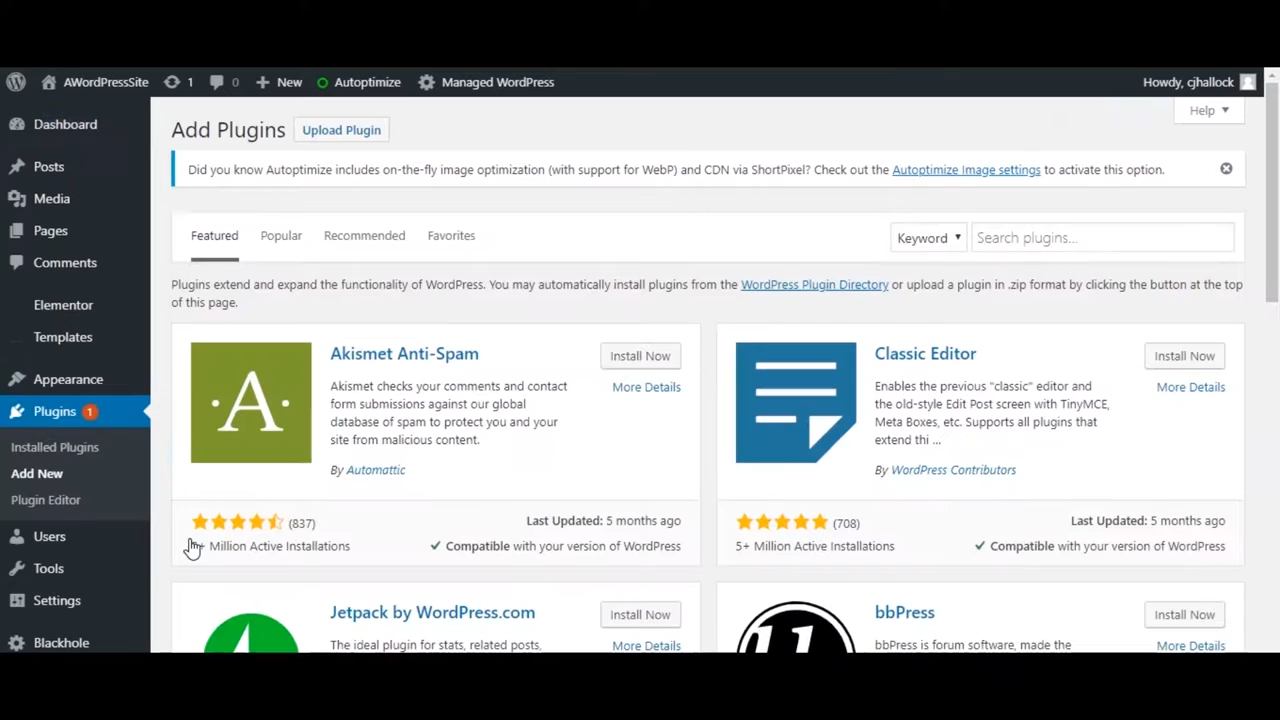 AWordPressSite 1 0 New Autoptimize Managed WordPress Howdy, cjhallock
Help
Dashboard
Posts
Media
Pages
Comments
Elementor
Templates
Appearance
Plugins 1
Installed Plugins
Add New
Plugin Editor
Users
Tools
Settings
Blackhole
Add Plugins Upload Plugin
Did you know Autoptimize includes on-the-fly image optimization (with support for WebP) and CDN via ShortPixel? Check out the Autoptimize Image settings to activate this option.
Featured Popular Recommended Favorites Keyword Search plugins...
Plugins extend and expand the functionality of WordPress. You may automatically install plugins from the WordPress Plugin Directory or upload a plugin in .zip format by clicking the button at the top
of this page.
A
Akismet Anti-Spam
Install Now
More Details
Akismet checks your comments and contact
form submissions against our global
database of spam to protect you and your
site from malicious content.
By Automattic
(837)
Last Updated: 5 months ago
Million Active Installations
Compatible with your version of WordPress
Classic Editor
Install Now
More Details
Enables the previous "classic" editor and
the old-style Edit Post screen with TinyMCE,
Meta Boxes, etc. Supports all plugins that
extend thi ...
By WordPress Contributors
(708)
Last Updated: 5 months ago
5+ Million Active Installations
Compatible with your version of WordPress
Jetpack by WordPress.com
Install Now
The ideal plugin for stats, related posts,
More Details
bbPress
Install Now
bbPress is forum software, made the
More Details